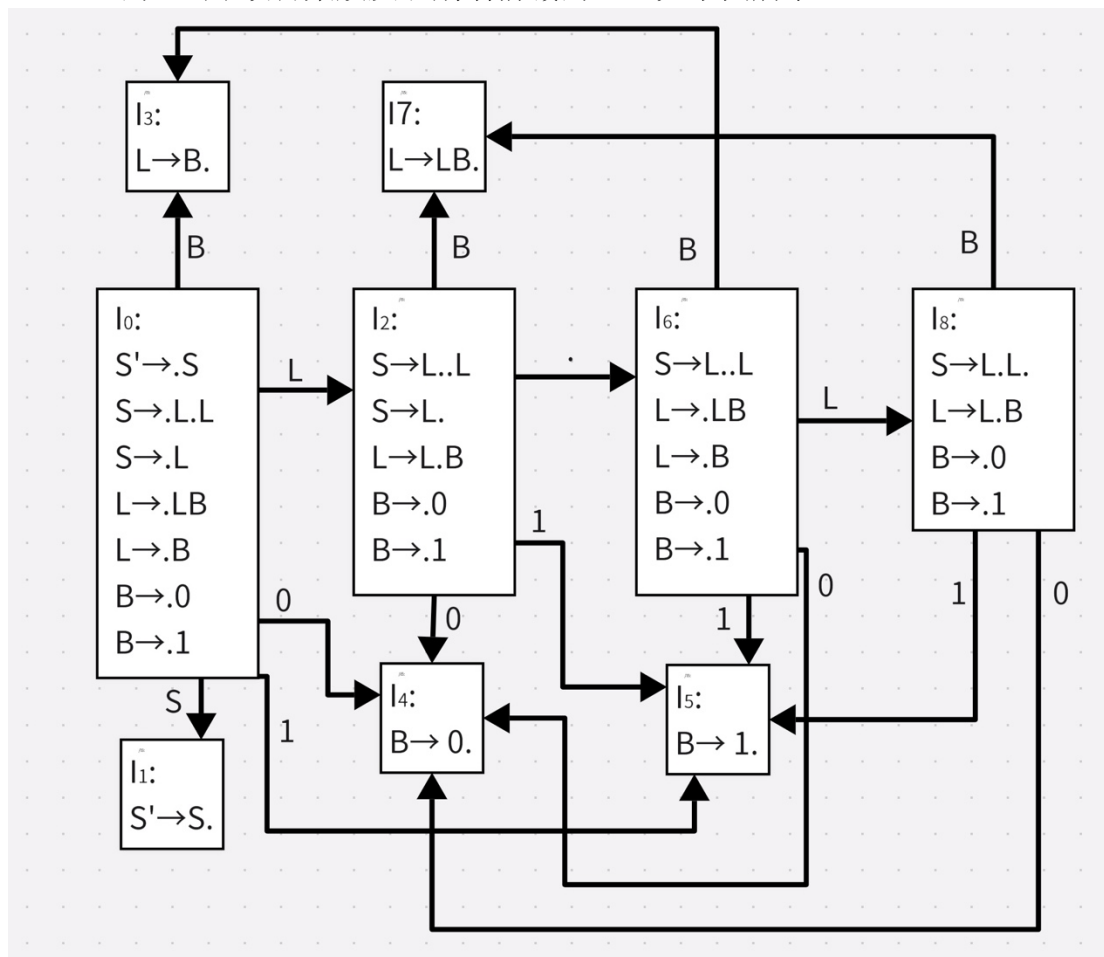 I3:
L→B.
I7:
L→LB.
B
B
B
B
I0:
S'→.S
S→.L.L
S→.L
L→.LB
L→.B
B→.0
B→.1
L
I2:
S→L..L
S→L.
L→L.B
B→.0
B→.1
.
I6:
S→L..L
L→.LB
L→.B
B→.0
B→.1
L
I8:
S→L.L.
L→L.B
B→.0
B→.1
1
0
0
1
0
1
0
S
1
I4:
B→ 0.
I5:
B→ 1.
I1:
S'→S.